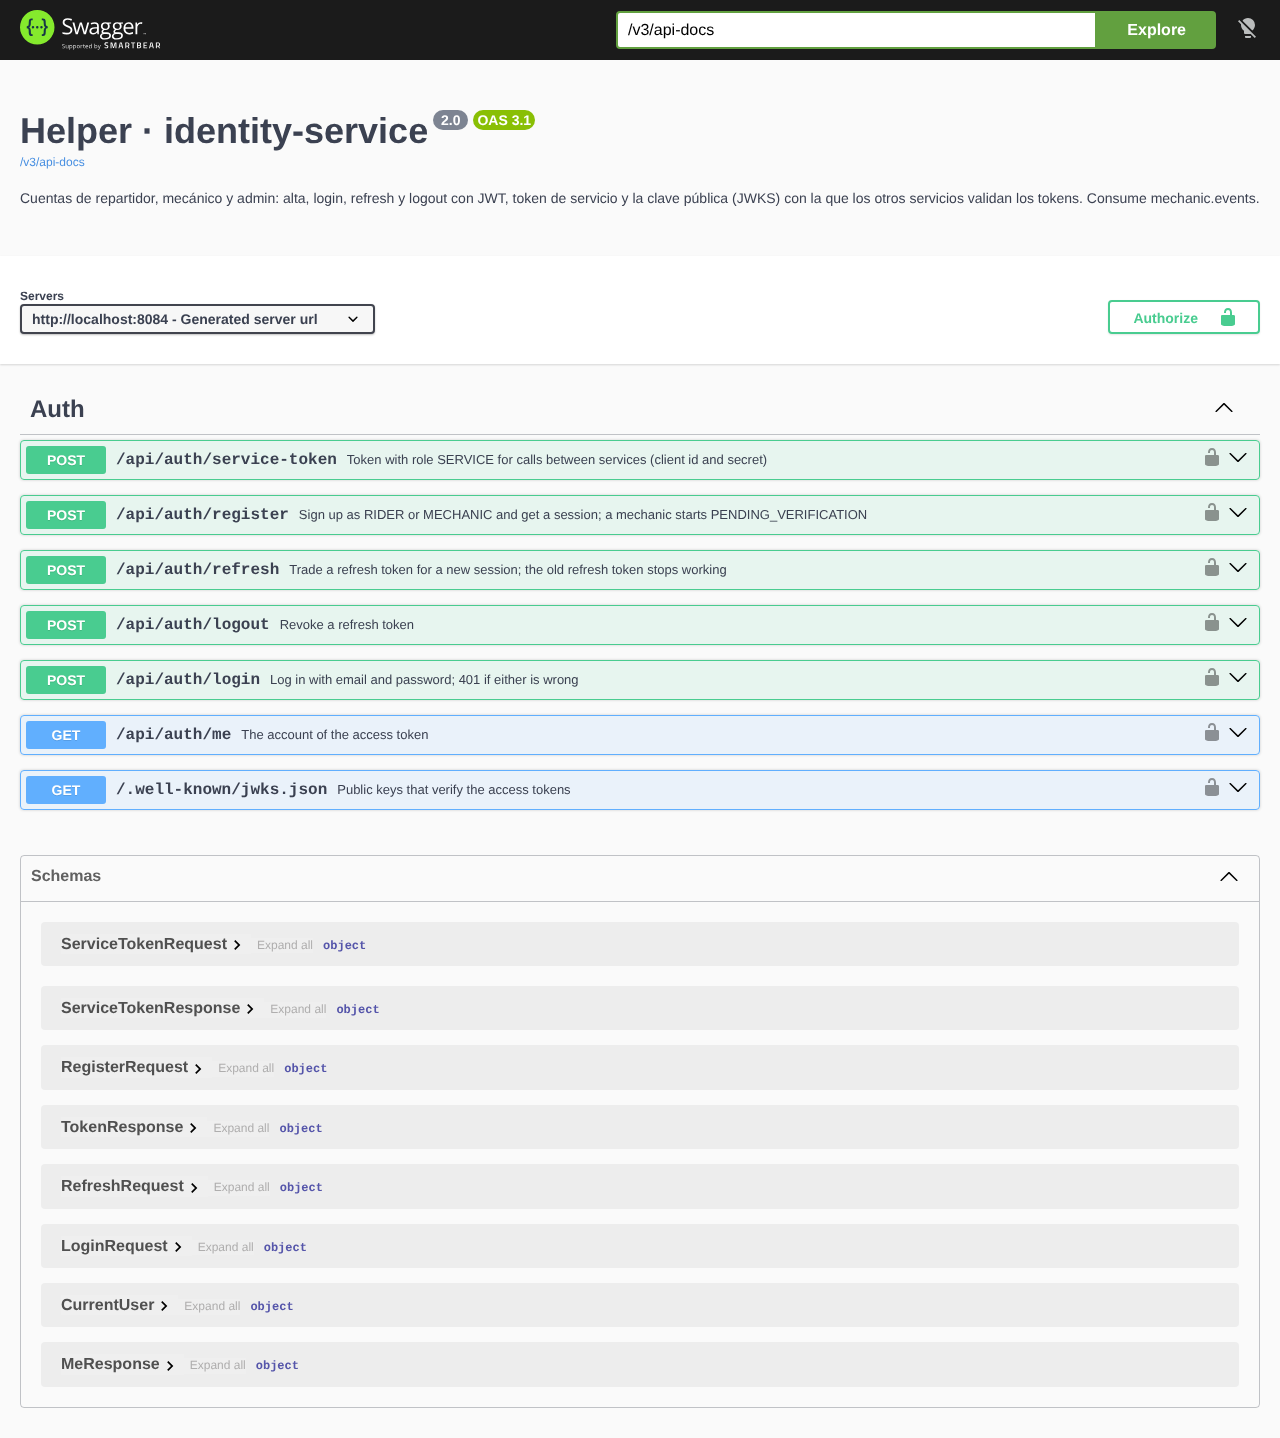 Swagger
Supported by SMARTBEAR
/v3/api-docs
Explore
Helper · identity-service 2.0 OAS 3.1
/v3/api-docs
Cuentas de repartidor, mecánico y admin: alta, login, refresh y logout con JWT, token de servicio y la clave pública (JWKS) con la que los otros servicios validan los tokens. Consume mechanic.events.
Servers
http://localhost:8084 - Generated server url
Authorize
Auth
POST /api/auth/service-token Token with role SERVICE for calls between services (client id and secret)
POST /api/auth/register Sign up as RIDER or MECHANIC and get a session; a mechanic starts PENDING_VERIFICATION
POST /api/auth/refresh Trade a refresh token for a new session; the old refresh token stops working
POST /api/auth/logout Revoke a refresh token
POST /api/auth/login Log in with email and password; 401 if either is wrong
GET /api/auth/me The account of the access token
GET /.well-known/jwks.json Public keys that verify the access tokens
Schemas
ServiceTokenRequest Expand all object
ServiceTokenResponse Expand all object
RegisterRequest Expand all object
TokenResponse Expand all object
RefreshRequest Expand all object
LoginRequest Expand all object
CurrentUser Expand all object
MeResponse Expand all object